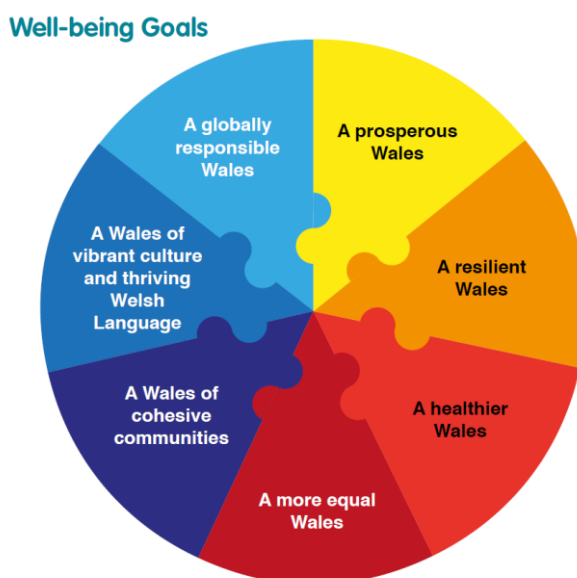 Well-being Goals
A prosperous
Wales
A resilient
Wales
A healthier
Wales
A more equal
Wales
A Wales of
cohesive
communities
A Wales of
vibrant culture
and thriving
Welsh
Language
A globally
responsible
Wales